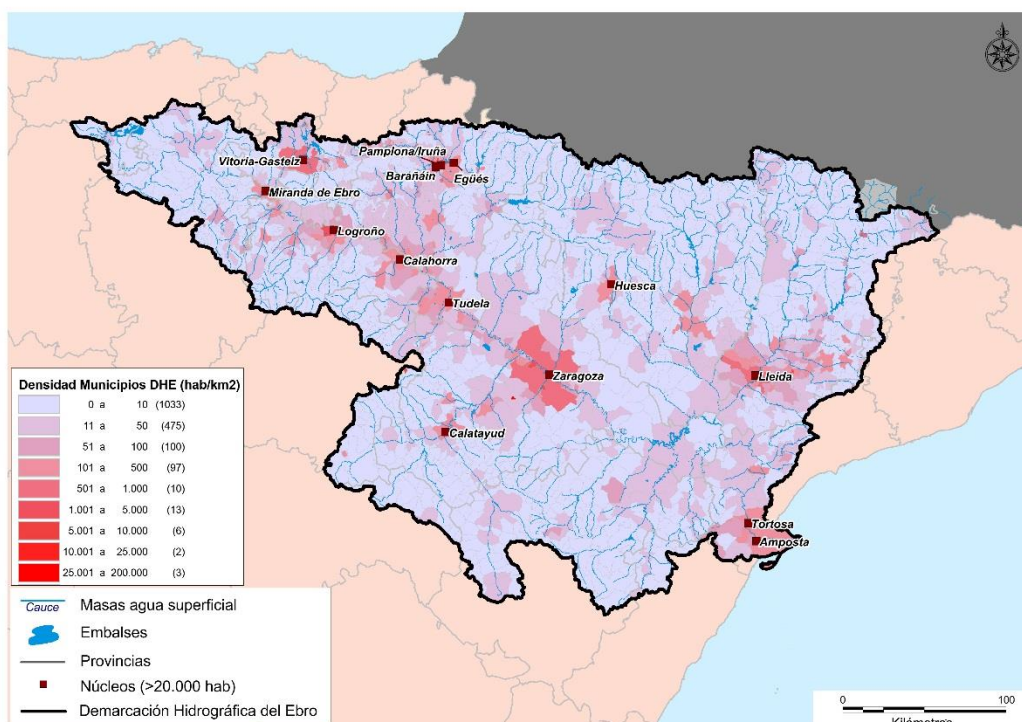 Pamplona/Iruña
Vitoria-Gasteiz
Barañáin
Egüés
Miranda de Ebro
Logroño
Calahorra
Huesca
Tudela
Zaragoza
Lleida
Calatayud
Tortosa
Amposta
Densidad Municipios DHE (hab/km2)
0 a 10 (1033)
11 a 50 (475)
51 a 100 (100)
101 a 500 (97)
501 a 1.000 (10)
1.001 a 5.000 (13)
5.001 a 10.000 (6)
10.001 a 25.000 (2)
25.001 a 200.000 (3)
Cauce Masas agua superficial
Embalses
Provincias
Núcleos (>20.000 hab)
Demarcación Hidrográfica del Ebro
0 100
Kilómetros